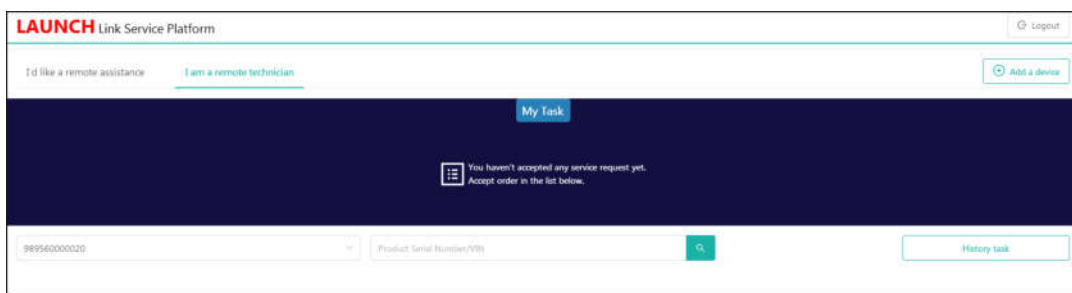 LAUNCH Link Service Platform
Logout
I'd like a remote assistance
I am a remote technician
Add a device
My Task
You haven't accepted any service request yet.
Accept order in the list below.
989560000020
Product Serial Number/VIN
History task